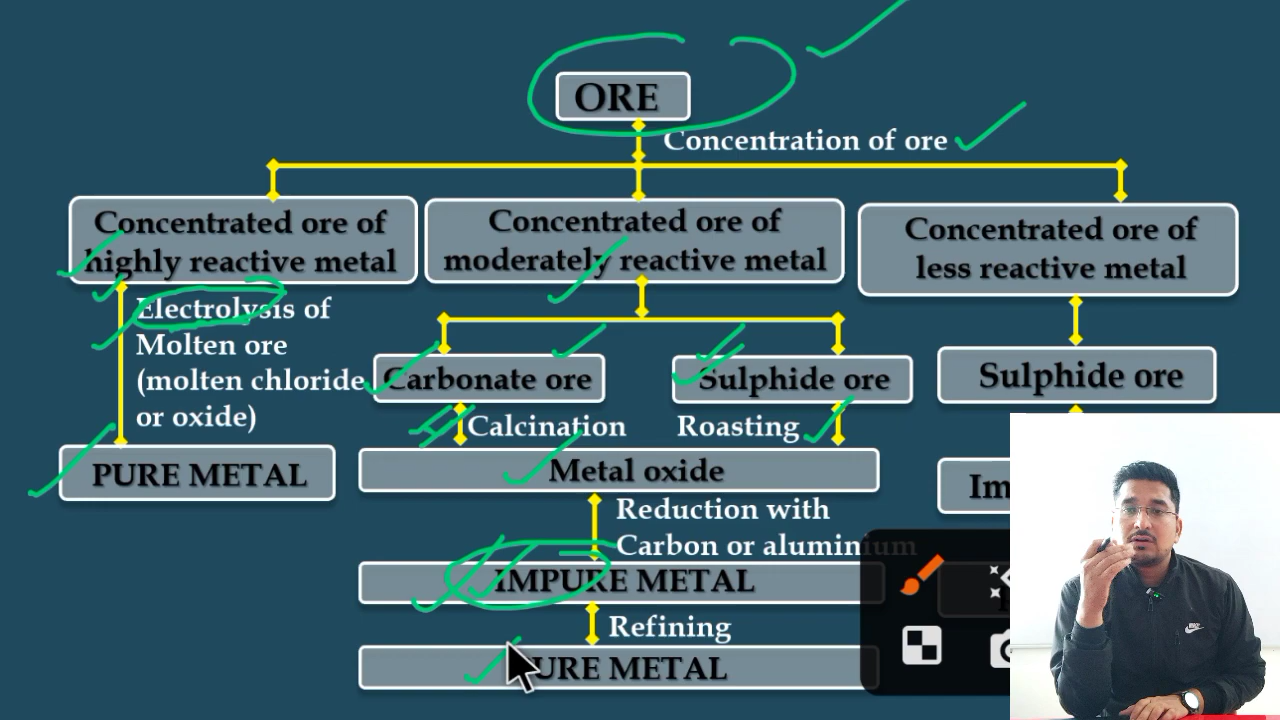 ORE
Concentration of ore
Concentrated ore of
highly reactive metal
Concentrated ore of
moderately reactive metal
Concentrated ore of
less reactive metal
Electrolysis of
Molten ore
(molten chloride
or oxide)
Carbonate ore
Sulphide ore
Sulphide ore
Calcination
Roasting
PURE METAL
Metal oxide
Im
Reduction with
Carbon or aluminium
IMPURE METAL
Refining
URE METAL